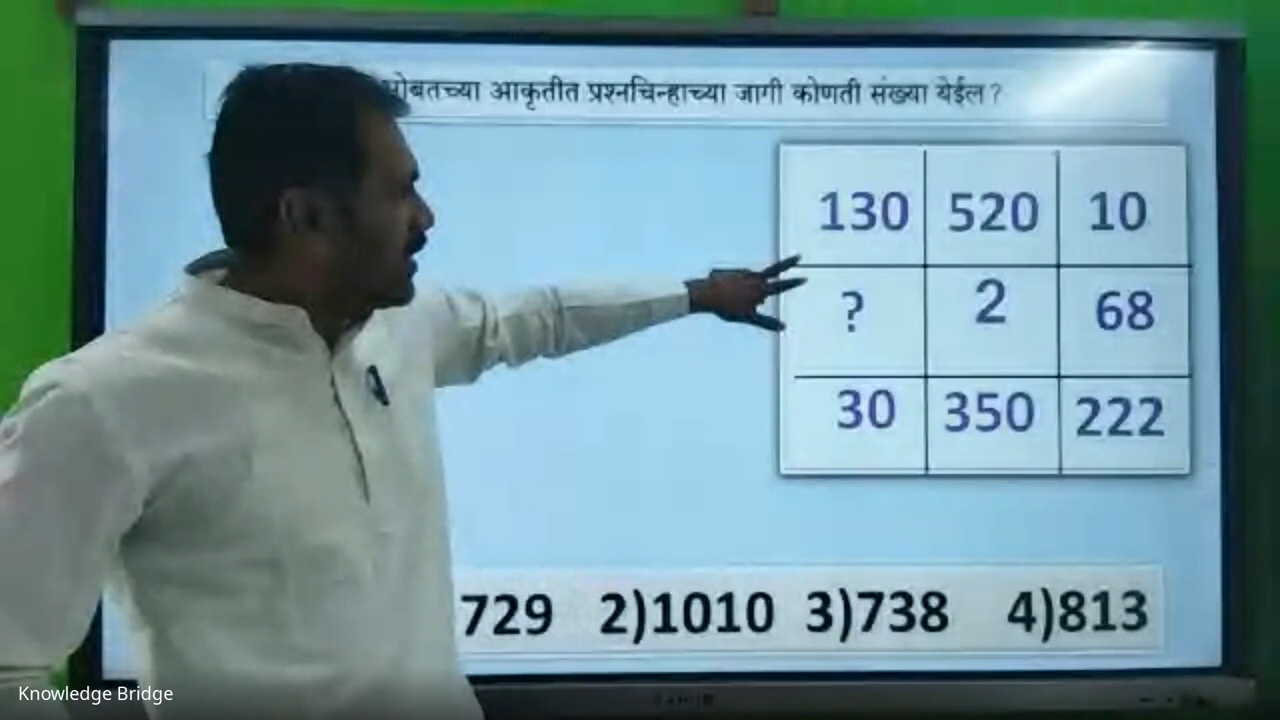 आकृतीत प्रश्नचिन्हाच्या जागी कोणती संख्या येईल ?
130 520 10
? 2 68
30 350 222
729 2)1010 3)738 4)813
Knowledge Bridge